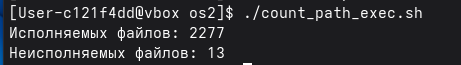 [User-c121f4dd@vbox os2]$ ./count_path_exec.sh
Исполняемых файлов: 2277
Неисполняемых файлов: 13